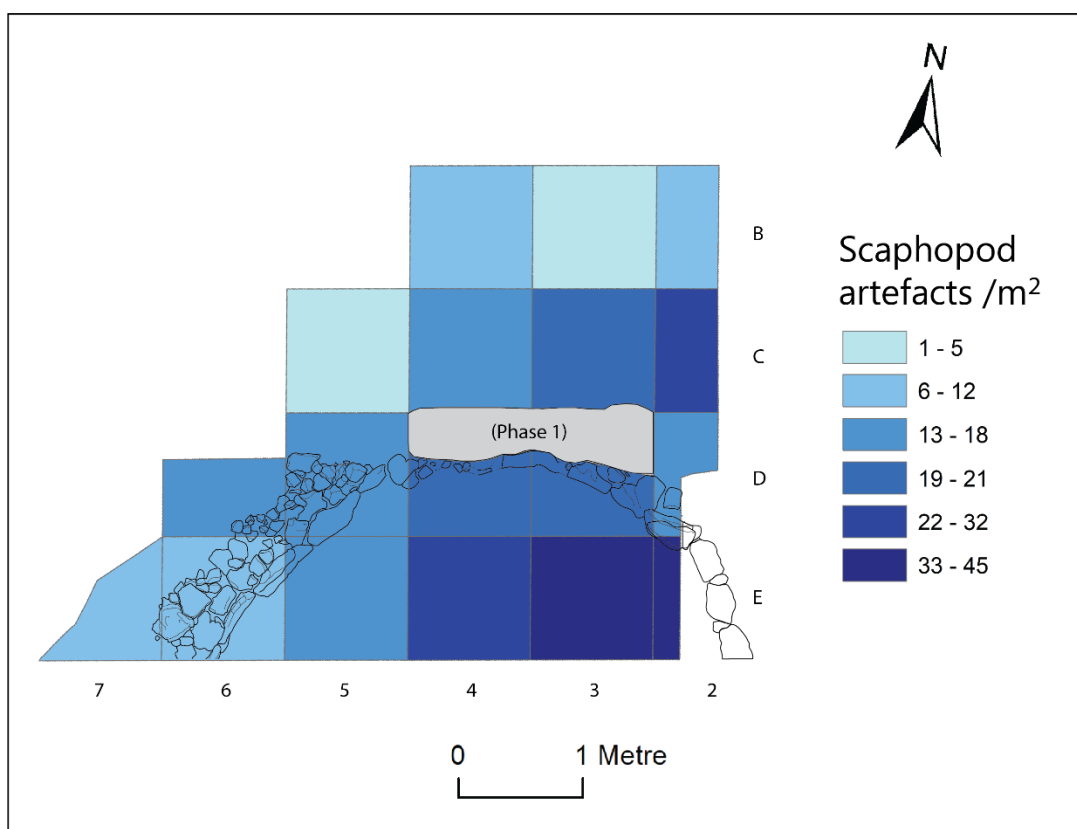 N
B
C
(Phase 1)
D
E
7 6 5 4 3 2
0 1 Metre
Scaphopod
artefacts /m²
1 - 5
6 - 12
13 - 18
19 - 21
22 - 32
33 - 45